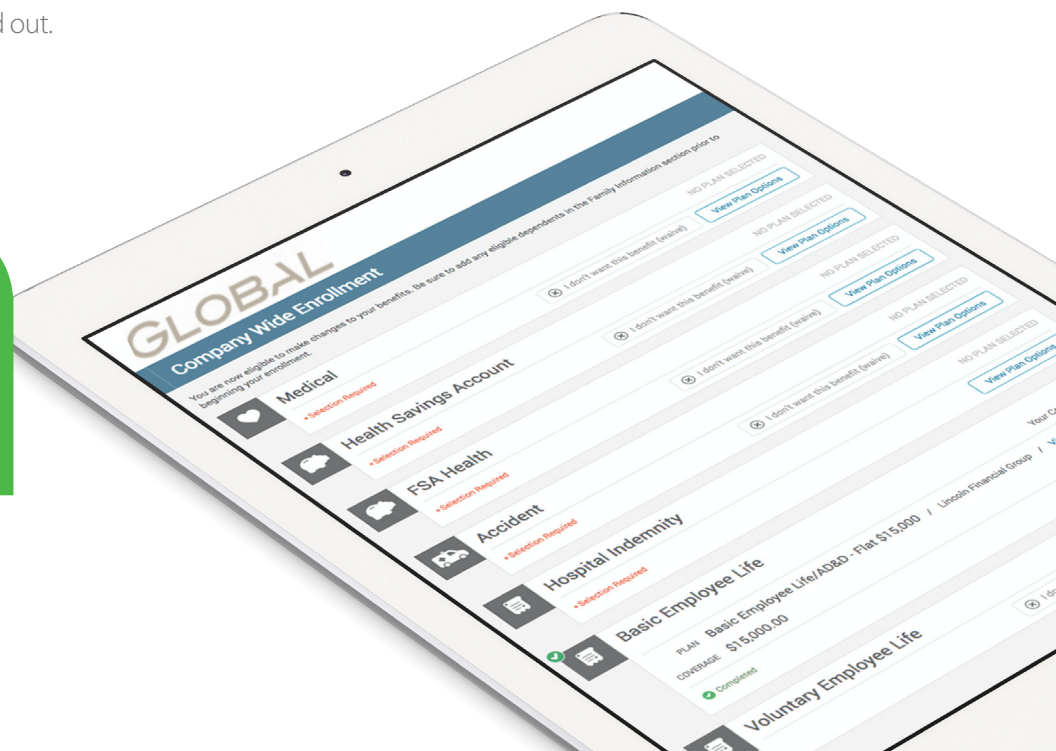 d out.
GLOBAL
Company Wide Enrollment
You are now eligible to make changes to your benefits. Be sure to add any eligible dependents in the Family Information section prior to
beginning your enrollment.
Medical
NO PLAN SELECTED
• Selection Required
I don't want this benefit (waive)
View Plan Options
Health Savings Account
NO PLAN SELECTED
• Selection Required
I don't want this benefit (waive)
View Plan Options
FSA Health
NO PLAN SELECTED
• Selection Required
I don't want this benefit (waive)
View Plan Options
Accident
NO PLAN SELECTED
• Selection Required
I don't want this benefit (waive)
View Plan Options
Hospital Indemnity
NO PLAN SELECTED
• Selection Required
View Plan Options
Basic Employee Life
Your Co
PLAN Basic Employee Life/AD&D - Flat $15,000 / Lincoln Financial Group / Vi
COVERAGE $15,000.00
Completed
Voluntary Employee Life
I do